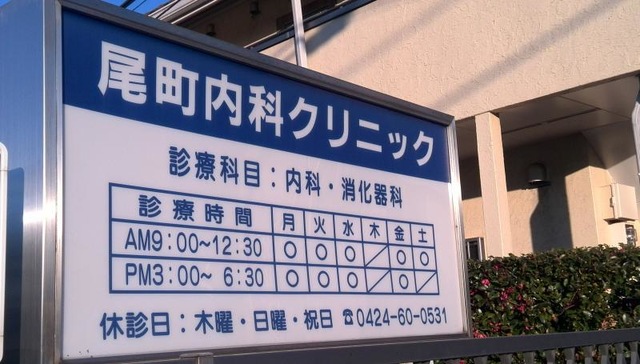 尾町内科クリニック
診療科目：内科・消化器科
診療時間 月 火 水 木 金 土
AM9:00〜12:30 ○ ○ ○ ／ ○ ○
PM3:00〜 6:30 ○ ○ ○ ／ ○ ／
休診日：木曜・日曜・祝日 ☎0424-60-0531